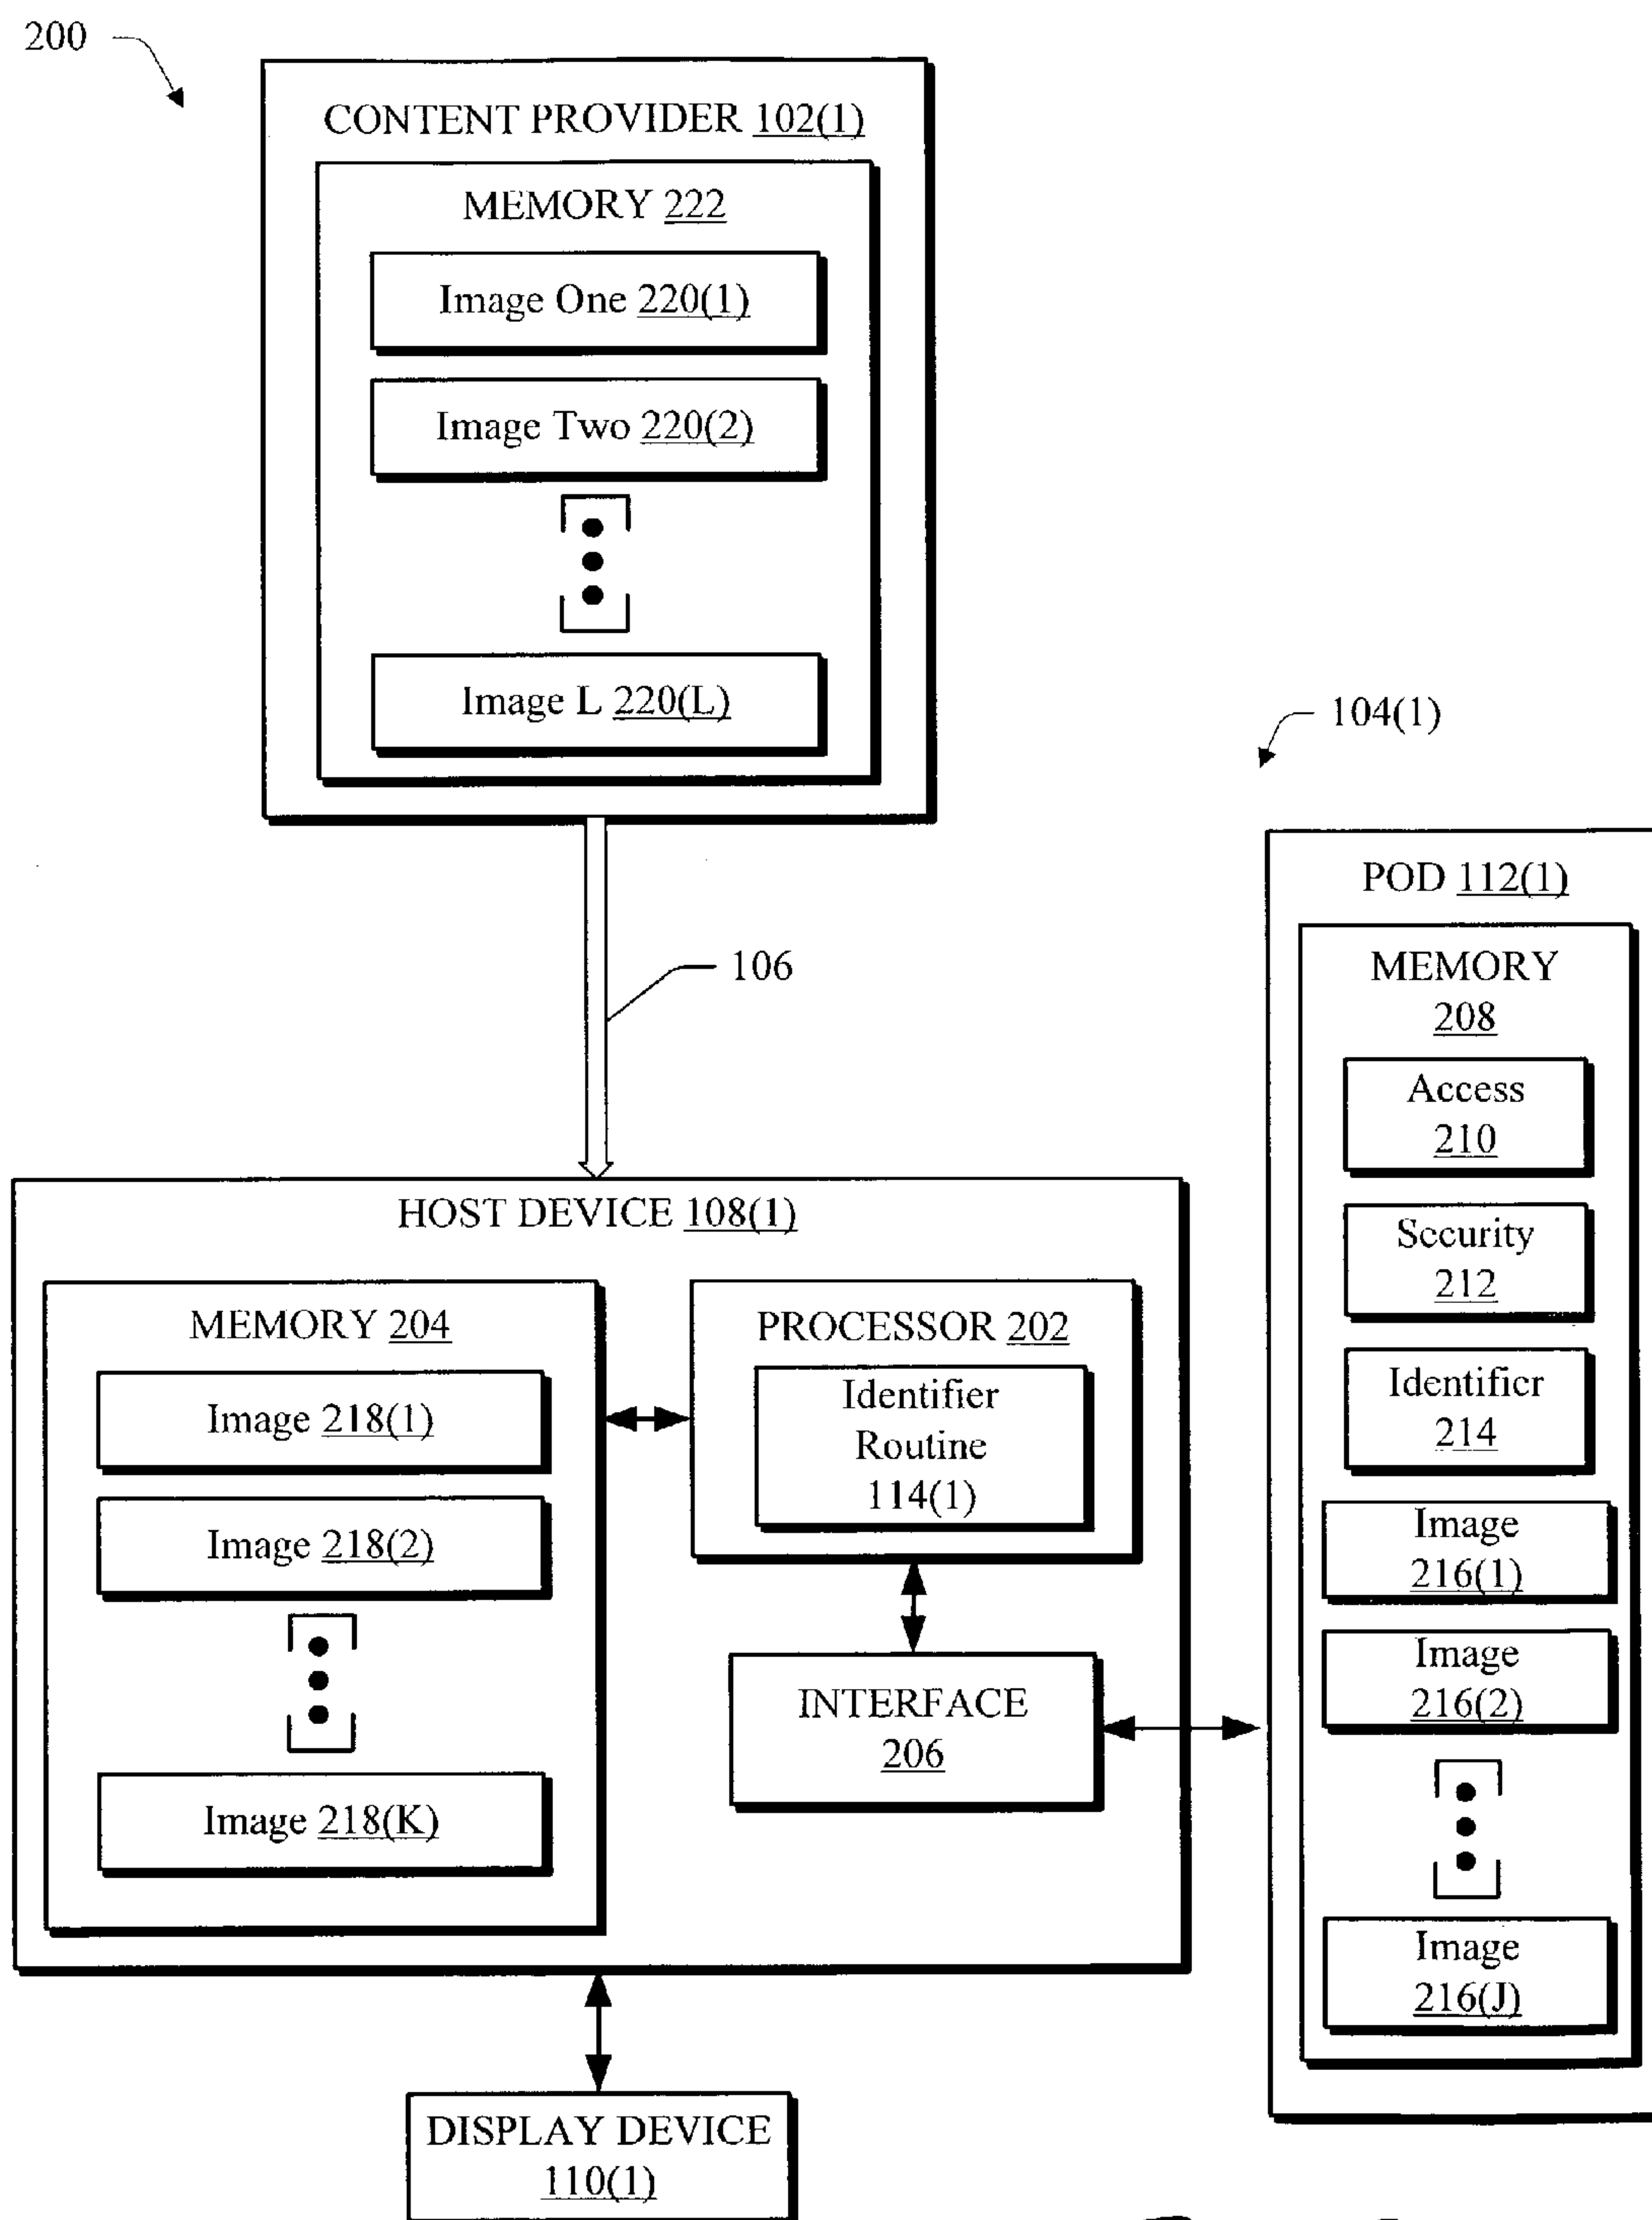 200
CONTENT PROVIDER 102(1)
MEMORY 222
Image One 220(1)
Image Two 220(2)
Image L 220(L)
104(1)
POD 112(1)
MEMORY
208
Access
210
Security
212
Identifier
214
Image
216(1)
Image
216(2)
Image
216(J)
106
HOST DEVICE 108(1)
MEMORY 204
Image 218(1)
Image 218(2)
Image 218(K)
PROCESSOR 202
Identifier
Routine
114(1)
INTERFACE
206
DISPLAY DEVICE
110(1)